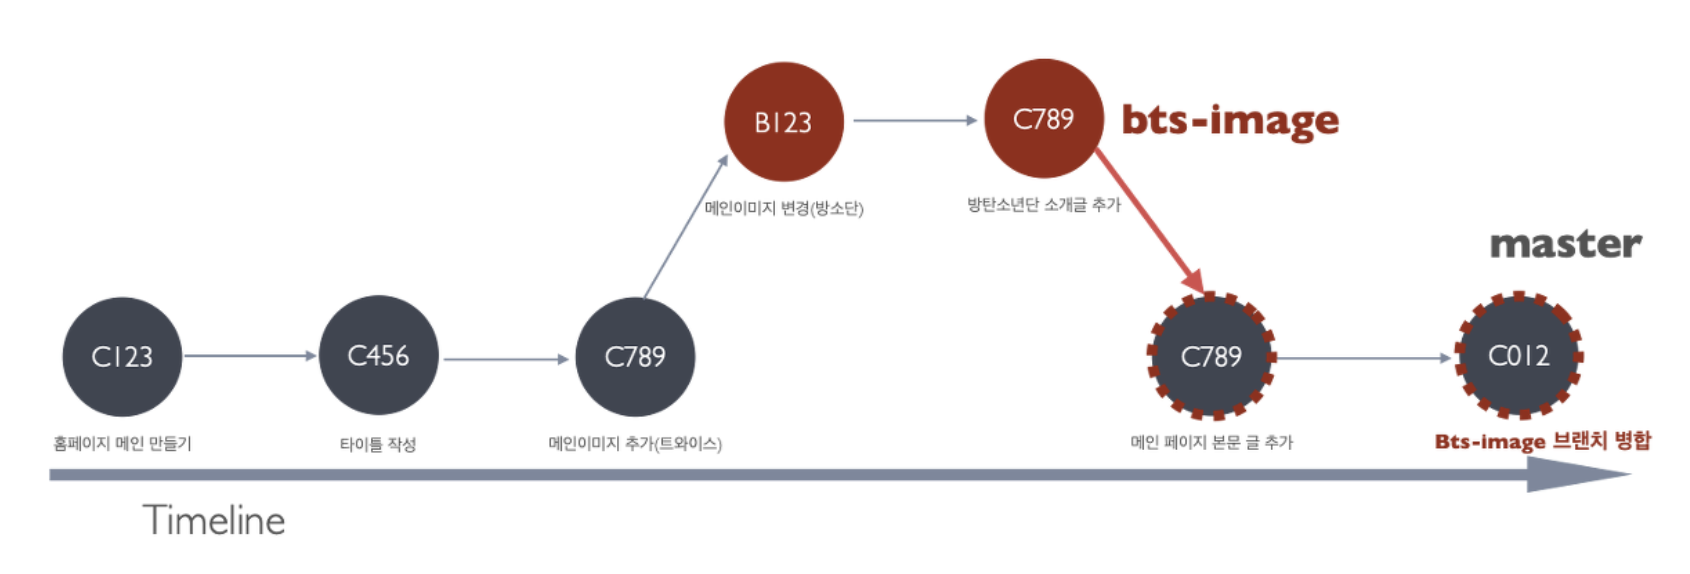 B123
C789
bts-image
메인이미지 변경(방소단)
방탄소년단 소개글 추가
master
C123
C456
C789
C789
C012
홈페이지 메인 만들기
타이틀 작성
메인이미지 추가(트와이스)
메인 페이지 본문 글 추가
Bts-image 브랜치 병합
Timeline